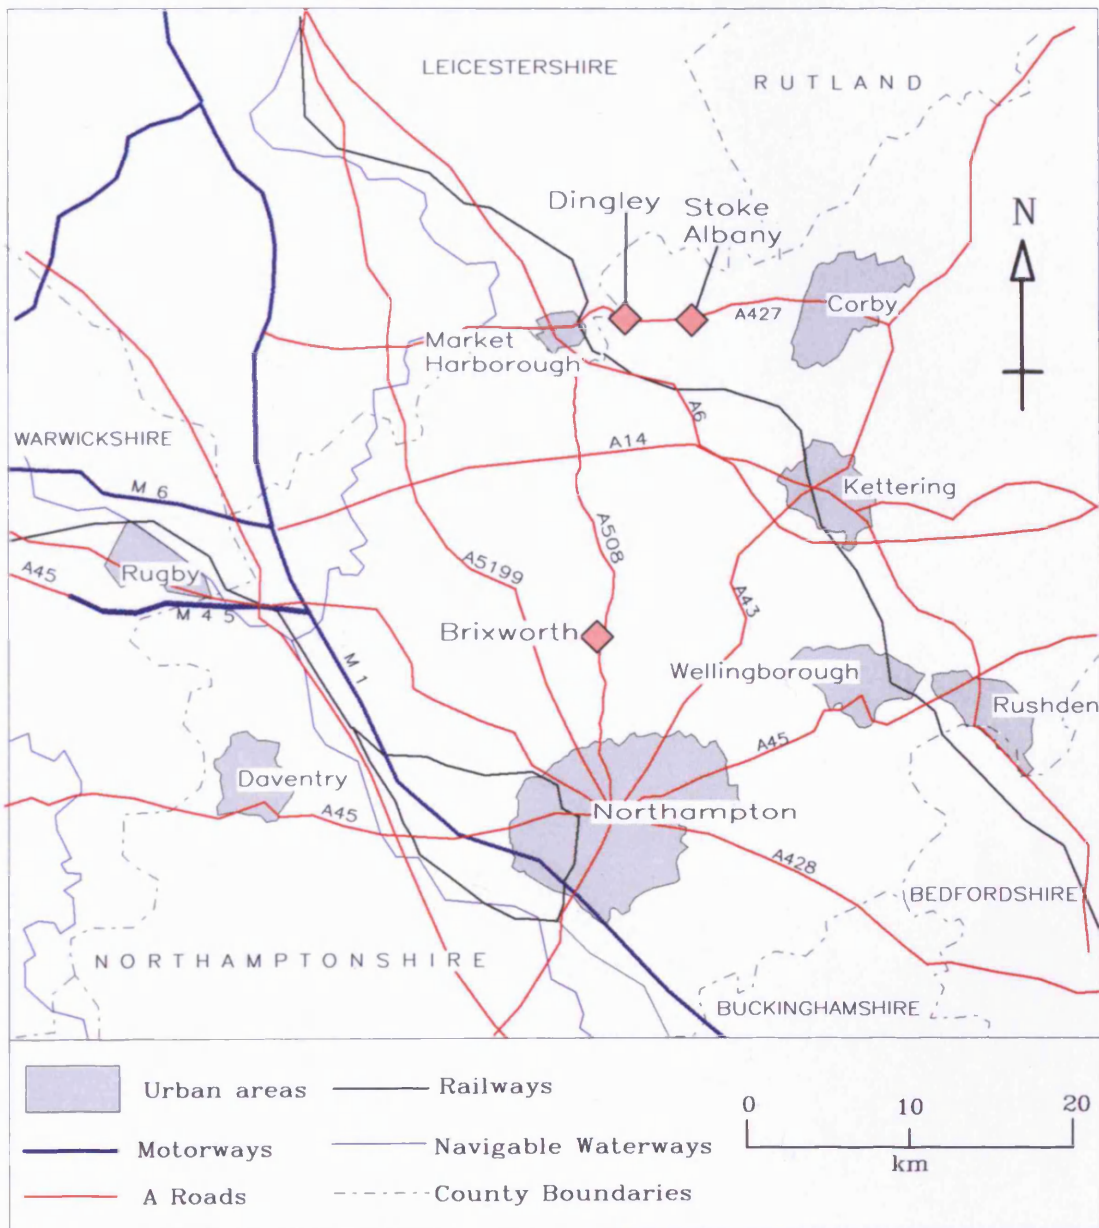 LEICESTERSHIRE
RUTLAND
Dingley
Stoke
Albany
N
Corby
A427
Market
Harborough
A6
WARWICKSHIRE
A14
M 6
Kettering
A508
A5199
A45
Rugby
M 4 5
A43
Brixworth
M 1
Wellingborough
Rushden
A45
Daventry
A45
Northampton
A428
BEDFORDSHIRE
NORTHAMPTONSHIRE
BUCKINGHAMSHIRE
Urban areas
Railways
0 10 20
Motorways
Navigable Waterways
km
A Roads
County Boundaries